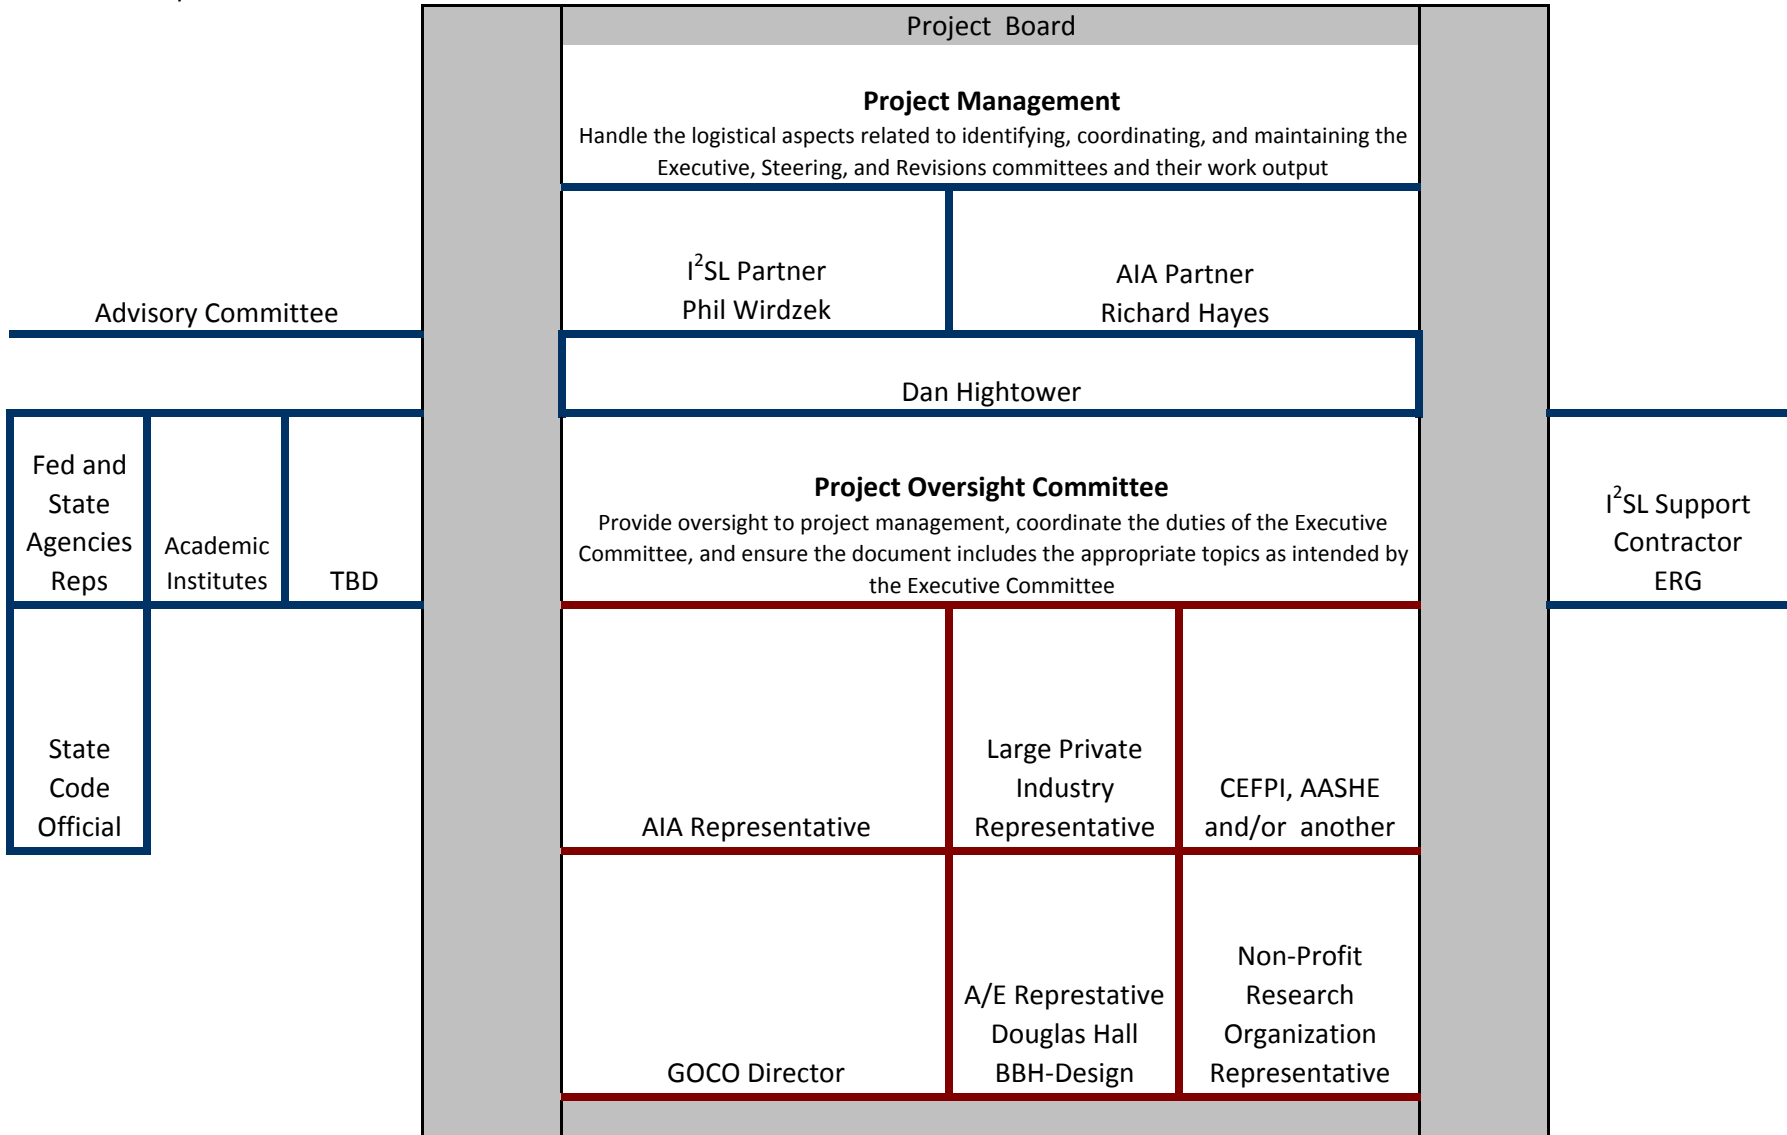 Project Board
Project Management
Handle the logistical aspects related to identifying, coordinating, and maintaining the
Executive, Steering, and Revisions committees and their work output
I²SL Partner
Phil Wirdzek
AIA Partner
Richard Hayes
Advisory Committee
Dan Hightower
Fed and
State
Agencies
Reps
Academic
Institutes
TBD
Project Oversight Committee
Provide oversight to project management, coordinate the duties of the Executive
Committee, and ensure the document includes the appropriate topics as intended by
the Executive Committee
I²SL Support
Contractor
ERG
State
Code
Official
AIA Representative
Large Private
Industry
Representative
CEFPI, AASHE
and/or another
GOCO Director
A/E Represtative
Douglas Hall
BBH-Design
Non-Profit
Research
Organization
Representative